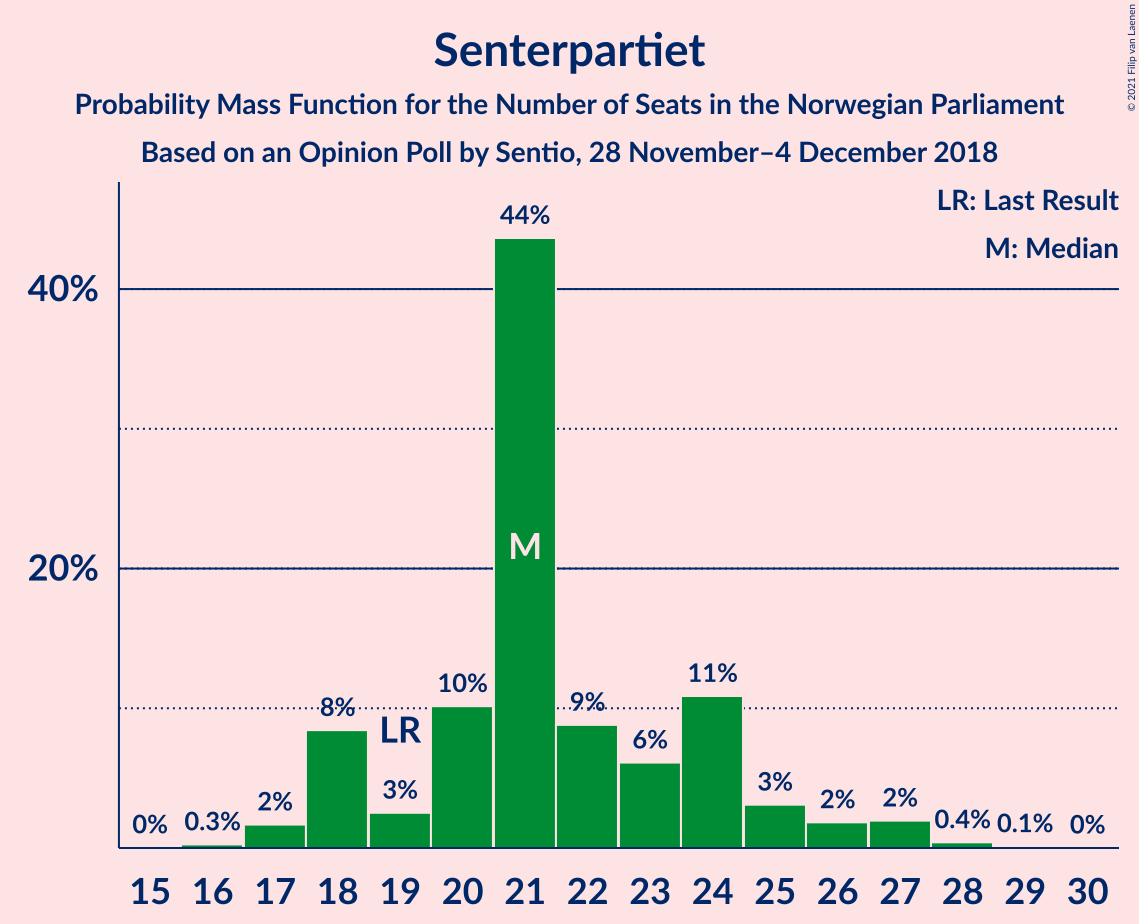 Senterpartiet
Probability Mass Function for the Number of Seats in the Norwegian Parliament
Based on an Opinion Poll by Sentio, 28 November–4 December 2018
© 2021 Filip van Laenen
LR: Last Result
M: Median
40%
20%
0%
0.3%
2%
8%
LR
3%
10%
44%
M
9%
6%
11%
3%
2%
2%
0.4%
0.1%
0%
15 16 17 18 19 20 21 22 23 24 25 26 27 28 29 30